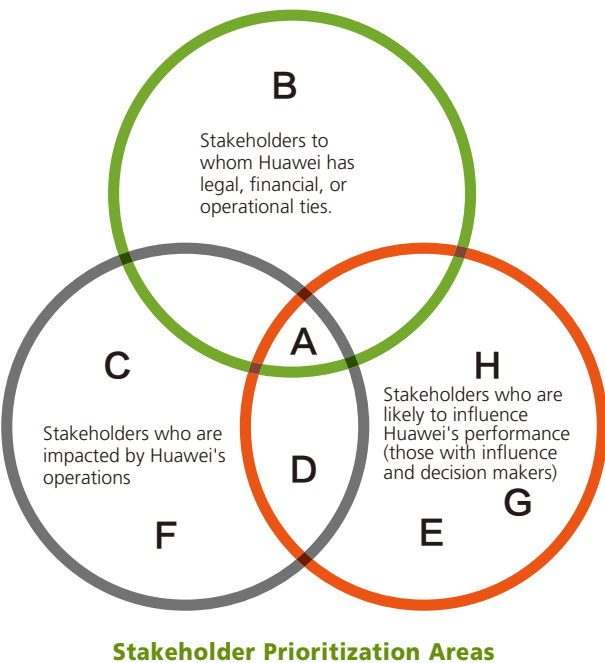 B
Stakeholders to
whom Huawei has
legal, financial, or
operational ties.
A
C
H
Stakeholders who are
likely to influence
Huawei's performance
(those with influence
and decision makers)
Stakeholders who are
impacted by Huawei's
operations
D
G
F
E
Stakeholder Prioritization Areas